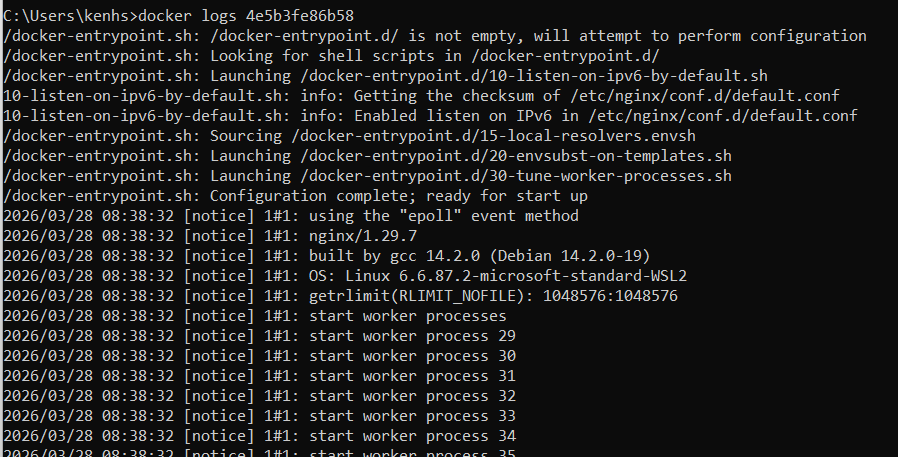 C:\Users\kenhs>docker logs 4e5b3fe86b58
/docker-entrypoint.sh: /docker-entrypoint.d/ is not empty, will attempt to perform configuration
/docker-entrypoint.sh: Looking for shell scripts in /docker-entrypoint.d/
/docker-entrypoint.sh: Launching /docker-entrypoint.d/10-listen-on-ipv6-by-default.sh
10-listen-on-ipv6-by-default.sh: info: Getting the checksum of /etc/nginx/conf.d/default.conf
10-listen-on-ipv6-by-default.sh: info: Enabled listen on IPv6 in /etc/nginx/conf.d/default.conf
/docker-entrypoint.sh: Sourcing /docker-entrypoint.d/15-local-resolvers.envsh
/docker-entrypoint.sh: Launching /docker-entrypoint.d/20-envsubst-on-templates.sh
/docker-entrypoint.sh: Launching /docker-entrypoint.d/30-tune-worker-processes.sh
/docker-entrypoint.sh: Configuration complete; ready for start up
2026/03/28 08:38:32 [notice] 1#1: using the "epoll" event method
2026/03/28 08:38:32 [notice] 1#1: nginx/1.29.7
2026/03/28 08:38:32 [notice] 1#1: built by gcc 14.2.0 (Debian 14.2.0-19)
2026/03/28 08:38:32 [notice] 1#1: OS: Linux 6.6.87.2-microsoft-standard-WSL2
2026/03/28 08:38:32 [notice] 1#1: getrlimit(RLIMIT_NOFILE): 1048576:1048576
2026/03/28 08:38:32 [notice] 1#1: start worker processes
2026/03/28 08:38:32 [notice] 1#1: start worker process 29
2026/03/28 08:38:32 [notice] 1#1: start worker process 30
2026/03/28 08:38:32 [notice] 1#1: start worker process 31
2026/03/28 08:38:32 [notice] 1#1: start worker process 32
2026/03/28 08:38:32 [notice] 1#1: start worker process 33
2026/03/28 08:38:32 [notice] 1#1: start worker process 34
2026/03/28 08:38:32 [notice] 1#1: start worker process 35